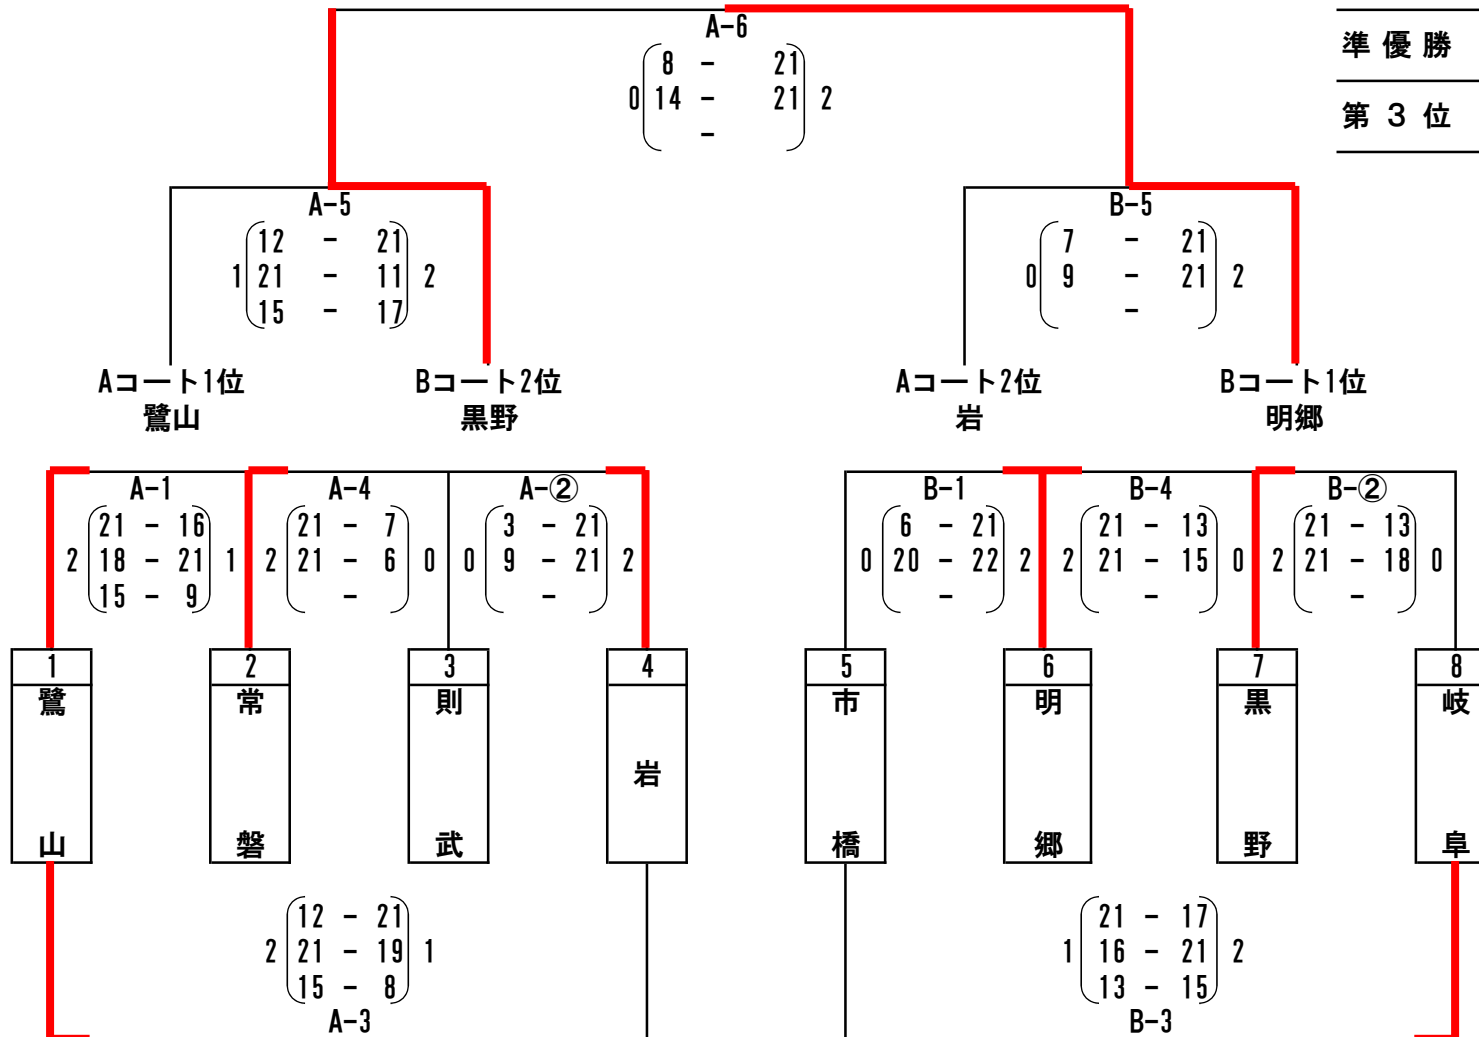 A-6
8 - 21
0 14 - 21 2
-
準優勝
第3位
A-5
12 - 21
1 21 - 11 2
15 - 17
B-5
7 - 21
0 9 - 21 2
-
Aコート1位
鷺山
Bコート2位
黒野
Aコート2位
岩
Bコート1位
明郷
A-1
21 - 16
2 18 - 21 1
15 - 9
A-4
21 - 7
2 21 - 6 0
-
A-②
3 - 21
0 9 - 21 2
-
B-1
6 - 21
0 20 - 22 2
-
B-4
21 - 13
2 21 - 15 0
-
B-②
21 - 13
2 21 - 18 0
-
1
鷺山
2
常磐
3
則武
4
岩
5
市橋
6
明郷
7
黒野
8
岐阜
12 - 21
2 21 - 19 1
15 - 8
A-3
21 - 17
1 16 - 21 2
13 - 15
B-3